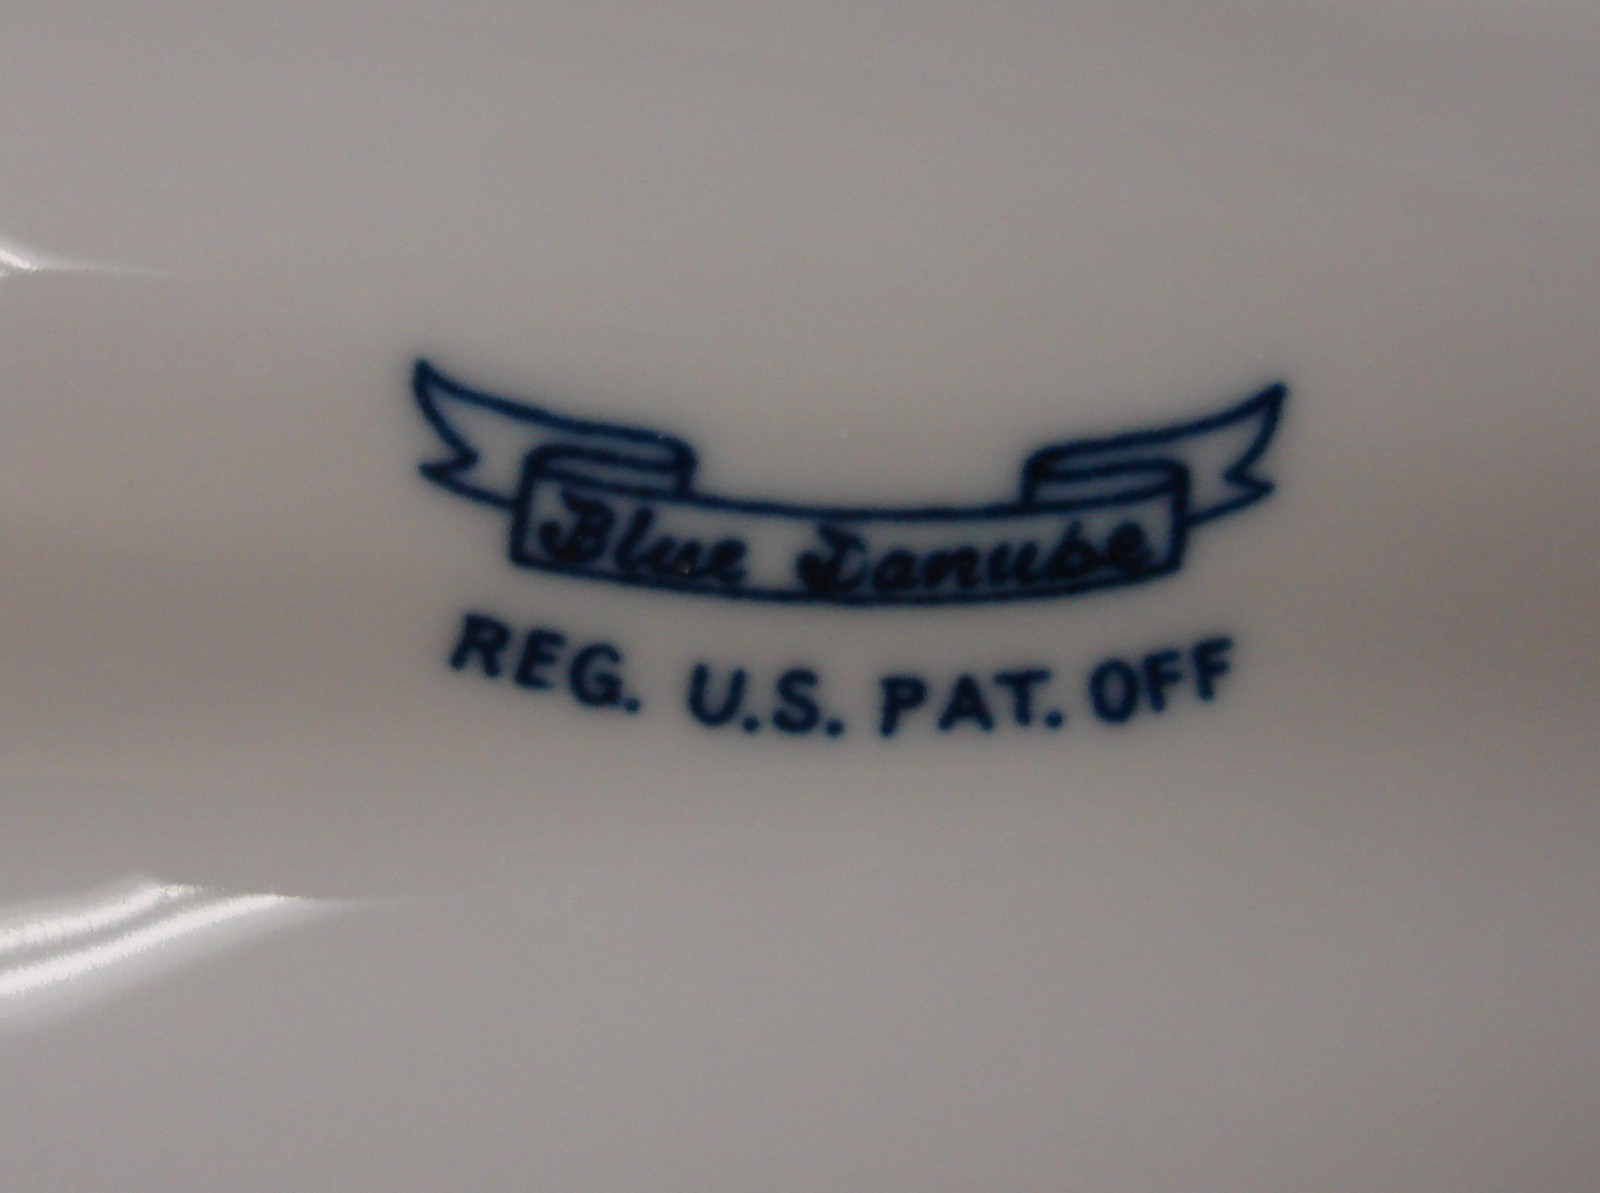 Blue Danube
REG. U.S. PAT. OFF